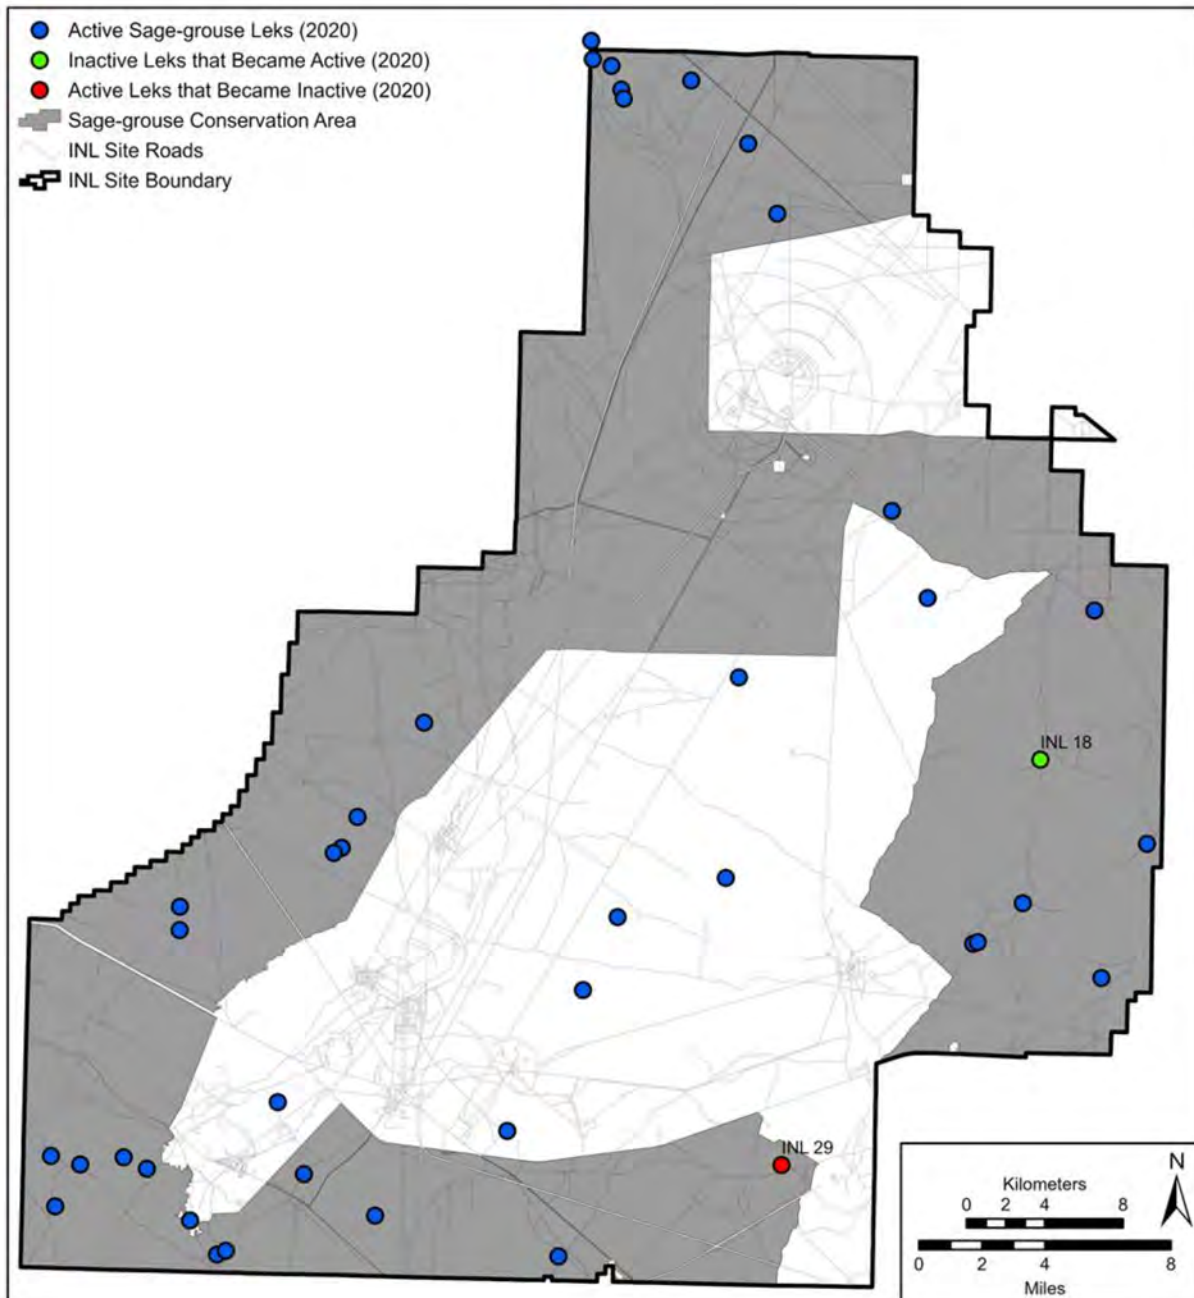 Active Sage-grouse Leks (2020)
Inactive Leks that Became Active (2020)
Active Leks that Became Inactive (2020)
Sage-grouse Conservation Area
INL Site Roads
INL Site Boundary
INL 18
INL 29
N
Kilometers
0 2 4 8
0 2 4 8
Miles